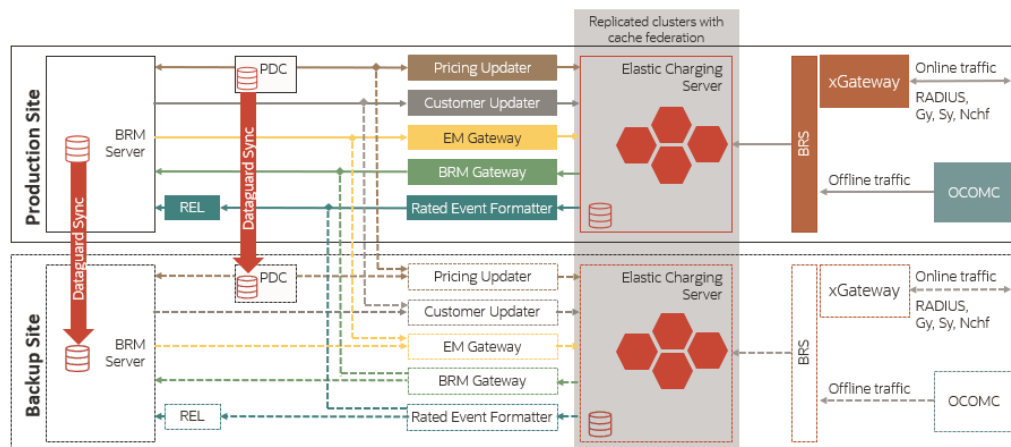 Replicated clusters with
cache federation
Production Site
PDC
Pricing Updater
Elastic Charging
Server
xGateway
Online traffic
RADIUS,
Gy, Sy, Nchf
Customer Updater
BRM
Server
EM Gateway
BRS
BRM Gateway
Offline traffic
OCOMC
Dataguard Sync
Dataguard Sync
REL
Rated Event Formatter
Backup Site
PDC
Pricing Updater
Elastic Charging
Server
xGateway
Online traffic
RADIUS,
Gy, Sy, Nchf
Customer Updater
BRM
Server
EM Gateway
BRS
BRM Gateway
Offline traffic
OCOMC
REL
Rated Event Formatter